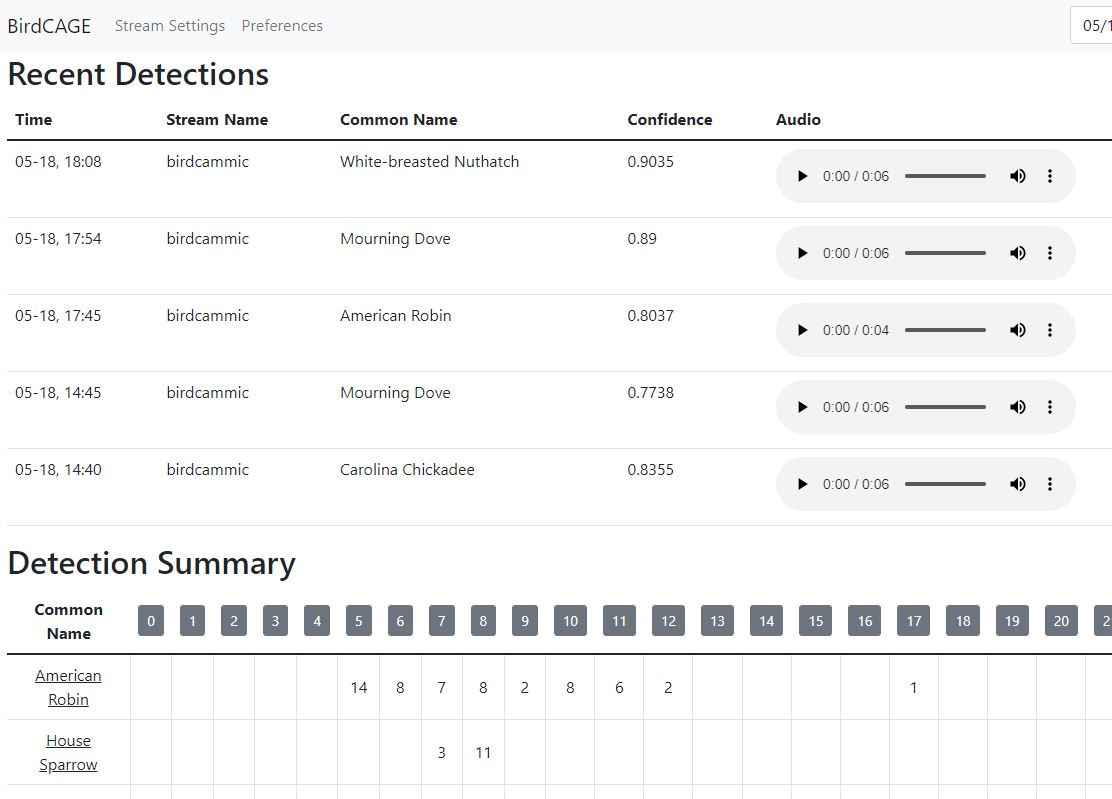 BirdCAGE Stream Settings Preferences 05/1
Recent Detections
Time Stream Name Common Name Confidence Audio
05-18, 18:08 birdcammic White-breasted Nuthatch 0.9035 0:00 / 0:06
05-18, 17:54 birdcammic Mourning Dove 0.89 0:00 / 0:06
05-18, 17:45 birdcammic American Robin 0.8037 0:00 / 0:04
05-18, 14:45 birdcammic Mourning Dove 0.7738 0:00 / 0:06
05-18, 14:40 birdcammic Carolina Chickadee 0.8355 0:00 / 0:06
Detection Summary
Common
Name
0 1 2 3 4 5 6 7 8 9 10 11 12 13 14 15 16 17 18 19 20 2
American
Robin
14 8 7 8 2 8 6 2 1
House
Sparrow
3 11